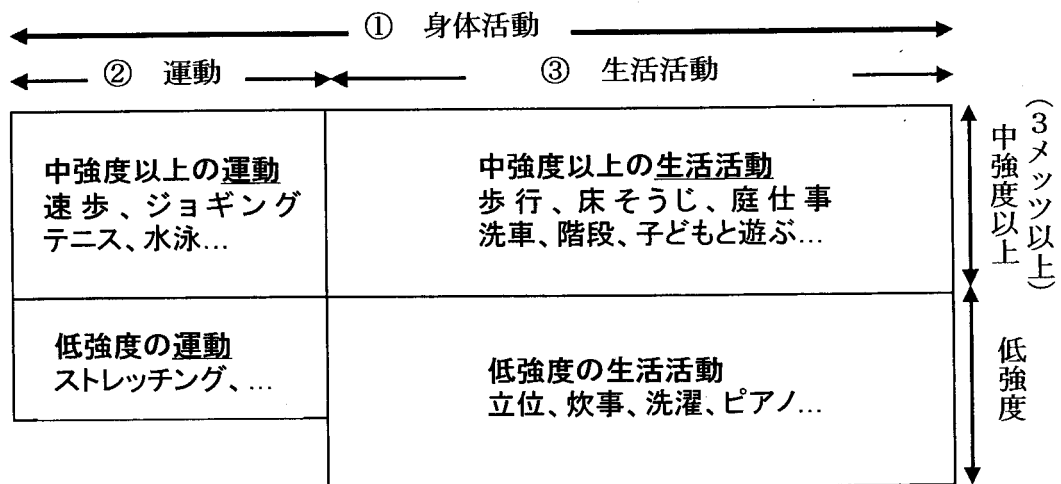 ① 身体活動
② 運動
③ 生活活動
中強度以上の運動
速歩、ジョギング
テニス、水泳…
中強度以上の生活活動
歩行、床そうじ、庭仕事
洗車、階段、子どもと遊ぶ…
中強度以上
(3メッツ以上)
低強度の運動
ストレッチング、…
低強度の生活活動
立位、炊事、洗濯、ピアノ…
低強度